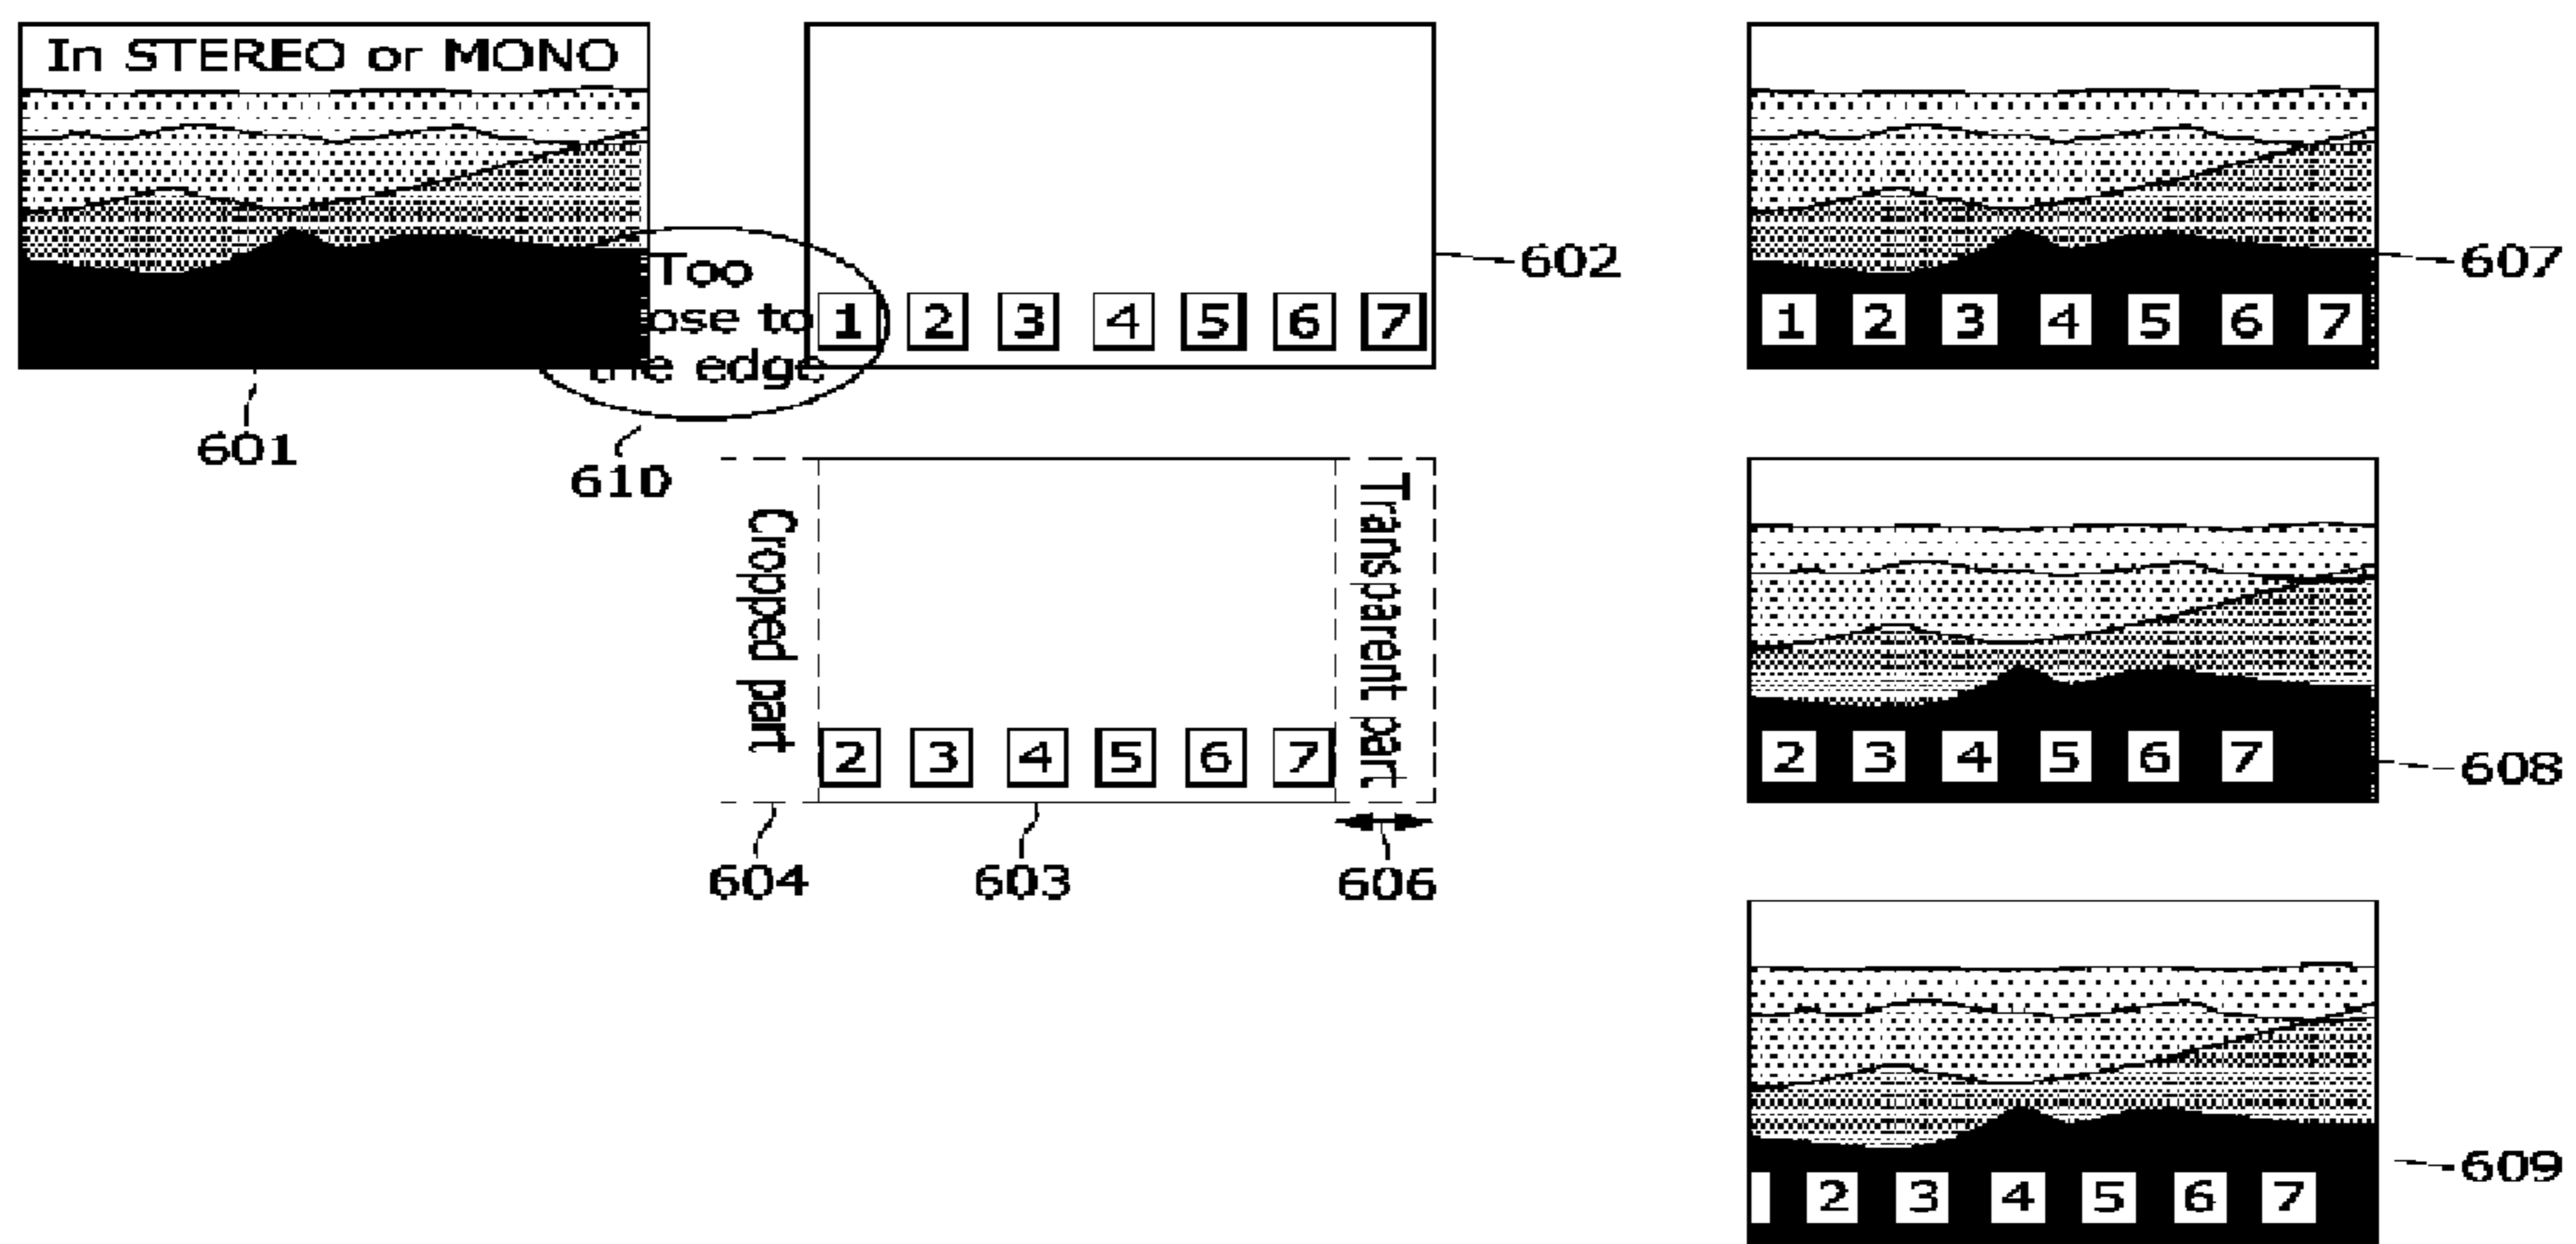 In STEREO or MONO
Too
ose to
the edge
1 2 3 4 5 6 7
602
1 2 3 4 5 6 7
607
601
610
Cropped part
Transparent part
2 3 4 5 6 7
604
603
606
2 3 4 5 6 7
608
2 3 4 5 6 7
609